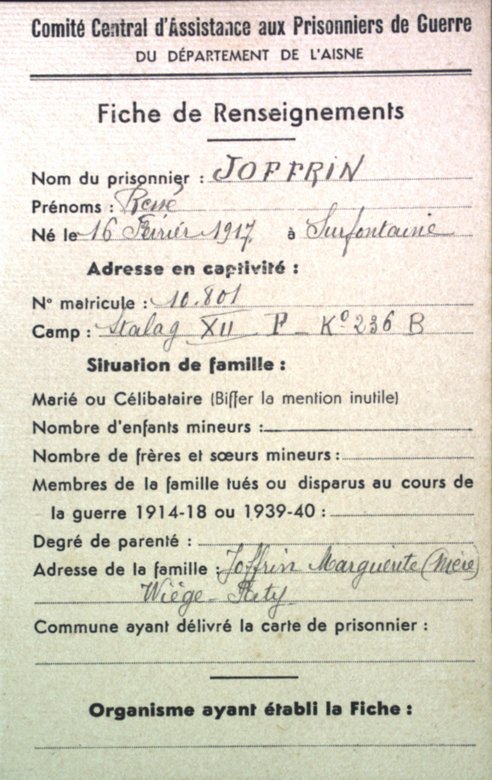 Comité Central d'Assistance aux Prisonniers de Guerre
DU DÉPARTEMENT DE L'AISNE
Fiche de Renseignements
Nom du prisonnier : JOFFRIN
Prénoms : René
Né le 16 Février 1917 à Surfontaine
Adresse en captivité :
N° matricule : 10.801
Camp : Stalag XII F - K° 236 B
Situation de famille :
Marié ou Célibataire (Biffer la mention inutile)
Nombre d'enfants mineurs :
Nombre de frères et sœurs mineurs :
Membres de la famille tués ou disparus au cours de
la guerre 1914-18 ou 1939-40 :
Degré de parenté :
Adresse de la famille : Joffrin Marguerite (Mère)
Wiège-Faty
Commune ayant délivré la carte de prisonnier :
Organisme ayant établi la Fiche :